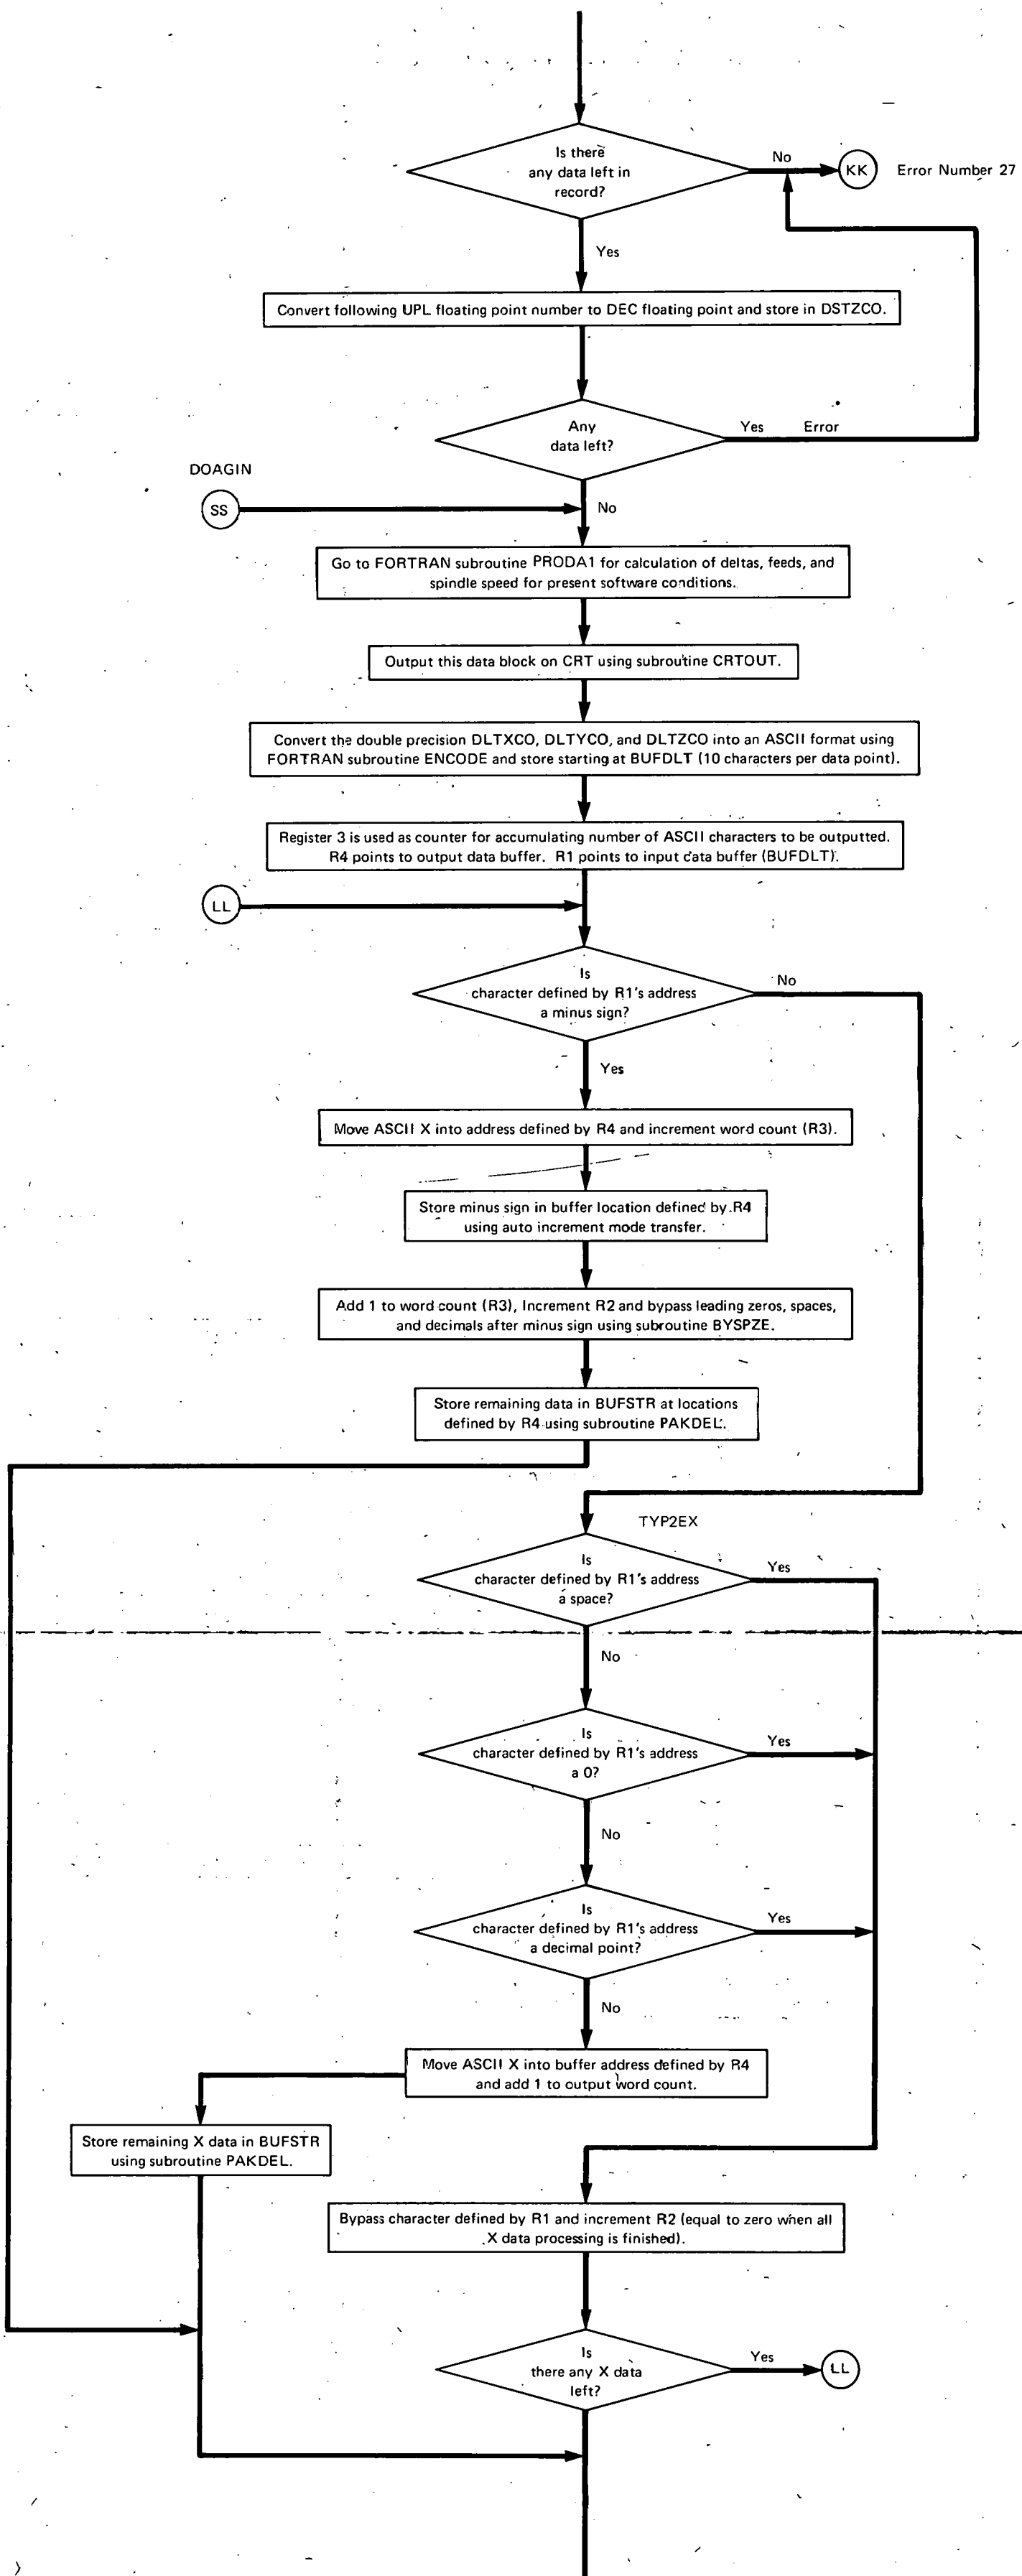 Is there
any data left in
record?
No
KK
Error Number 27
Yes
Convert following UPL floating point number to DEC floating point and store in DSTZCO.
Any
data left?
Yes
Error
DOAGIN
SS
No
Go to FORTRAN subroutine PRODA1 for calculation of deltas, feeds, and
spindle speed for present software conditions.
Output this data block on CRT using subroutine CRTOUT.
Convert the double precision DLTXCO, DLTYCO, and DLTZCO into an ASCII format using
FORTRAN subroutine ENCODE and store starting at BUFDLT (10 characters per data point).
Register 3 is used as counter for accumulating number of ASCII characters to be outputted.
R4 points to output data buffer. R1 points to input data buffer (BUFDLT).
LL
Is
character defined by R1's address
a minus sign?
No
Yes
Move ASCII X into address defined by R4 and increment word count (R3).
Store minus sign in buffer location defined by R4
using auto increment mode transfer.
Add 1 to word count (R3), Increment R2 and bypass leading zeros, spaces,
and decimals after minus sign using subroutine BYSPZE.
Store remaining data in BUFSTR at locations
defined by R4 using subroutine PAKDEL.
TYP2EX
Is
character defined by R1's address
a space?
Yes
No
Is
character defined by R1's address
a 0?
Yes
No
Is
character defined by R1's address
a decimal point?
Yes
No
Move ASCII X into buffer address defined by R4
and add 1 to output word count.
Store remaining X data in BUFSTR
using subroutine PAKDEL.
Bypass character defined by R1 and increment R2 (equal to zero when all
X data processing is finished).
Is
there any X data
left?
Yes
LL